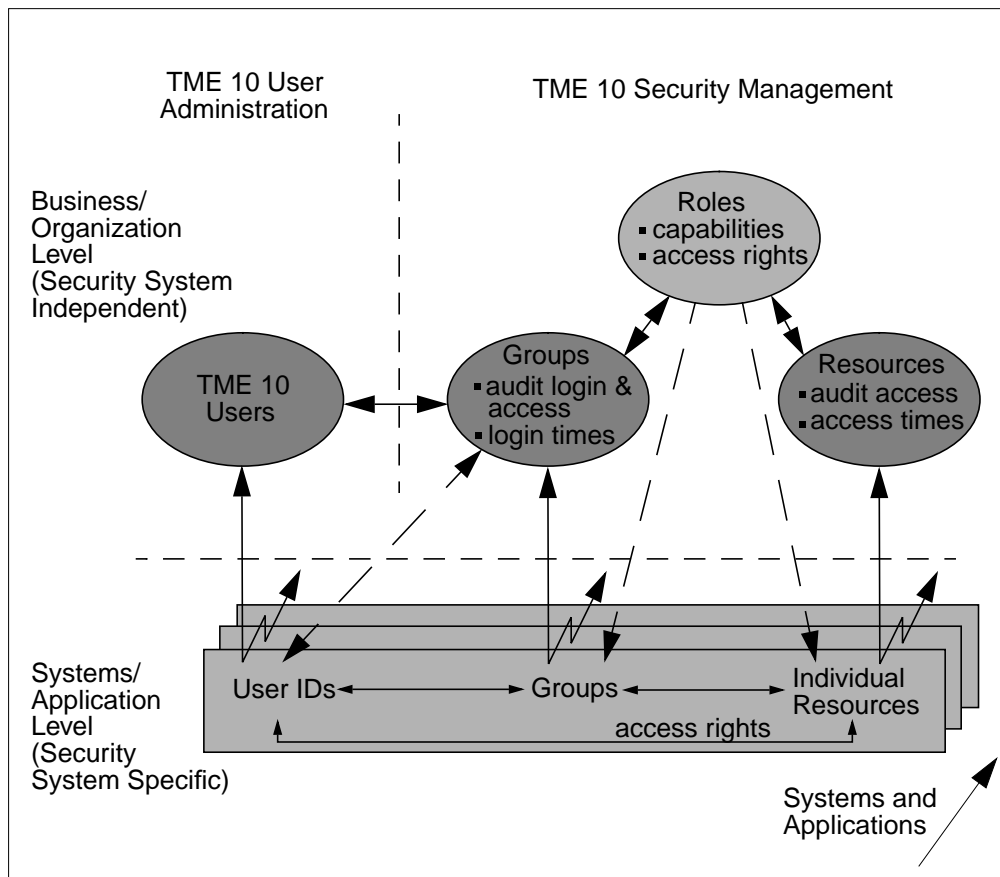 TME 10 User
Administration
TME 10 Security Management
Business/
Organization
Level
(Security System
Independent)
Roles
▪ capabilities
▪ access rights
TME 10
Users
Groups
▪ audit login &
access
▪ login times
Resources
▪ audit access
▪ access times
Systems/
Application
Level
(Security
System Specific)
User IDs
Groups
Individual
Resources
access rights
Systems and
Applications